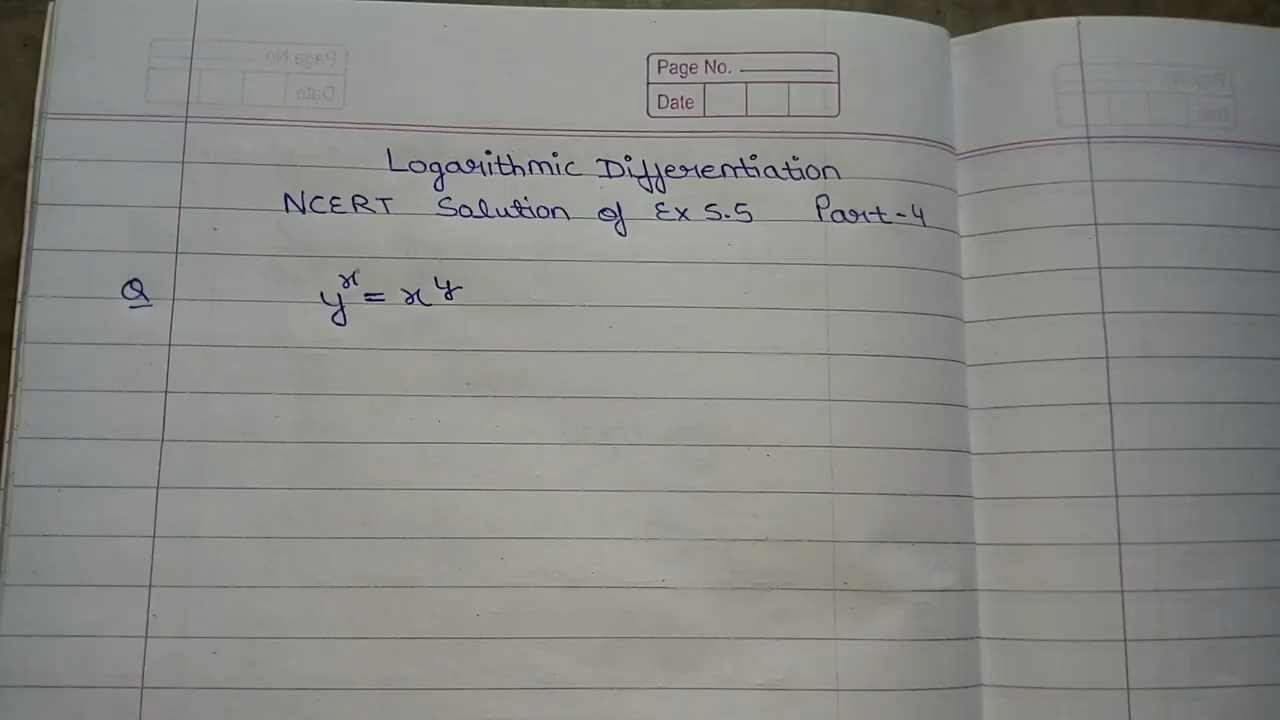 Page No.
Date
Logarithmic Differentiation
NCERT Solution of Ex 5.5 Part-4
Q y^x = x^y